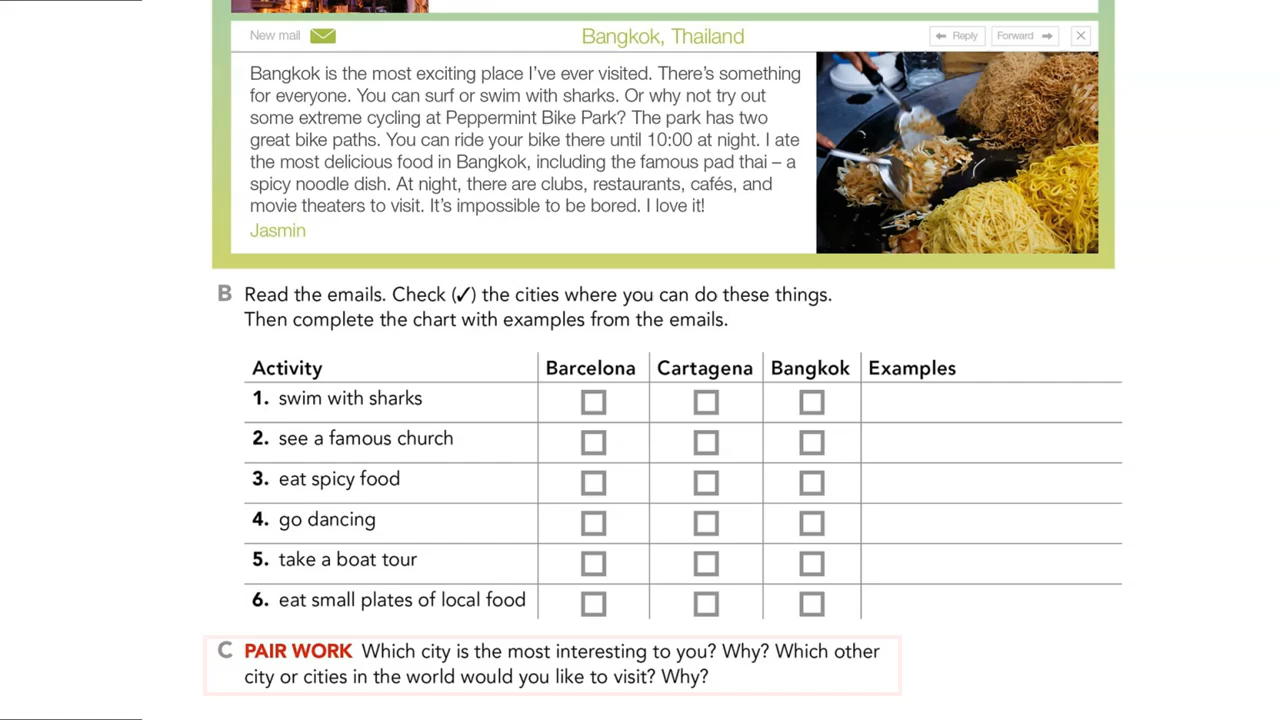 New mail
Bangkok, Thailand
Reply
Forward
Bangkok is the most exciting place I've ever visited. There's something
for everyone. You can surf or swim with sharks. Or why not try out
some extreme cycling at Peppermint Bike Park? The park has two
great bike paths. You can ride your bike there until 10:00 at night. I ate
the most delicious food in Bangkok, including the famous pad thai – a
spicy noodle dish. At night, there are clubs, restaurants, cafés, and
movie theaters to visit. It's impossible to be bored. I love it!
Jasmin
B Read the emails. Check (✓) the cities where you can do these things.
Then complete the chart with examples from the emails.
Activity Barcelona Cartagena Bangkok Examples
1. swim with sharks
2. see a famous church
3. eat spicy food
4. go dancing
5. take a boat tour
6. eat small plates of local food
C PAIR WORK Which city is the most interesting to you? Why? Which other
city or cities in the world would you like to visit? Why?